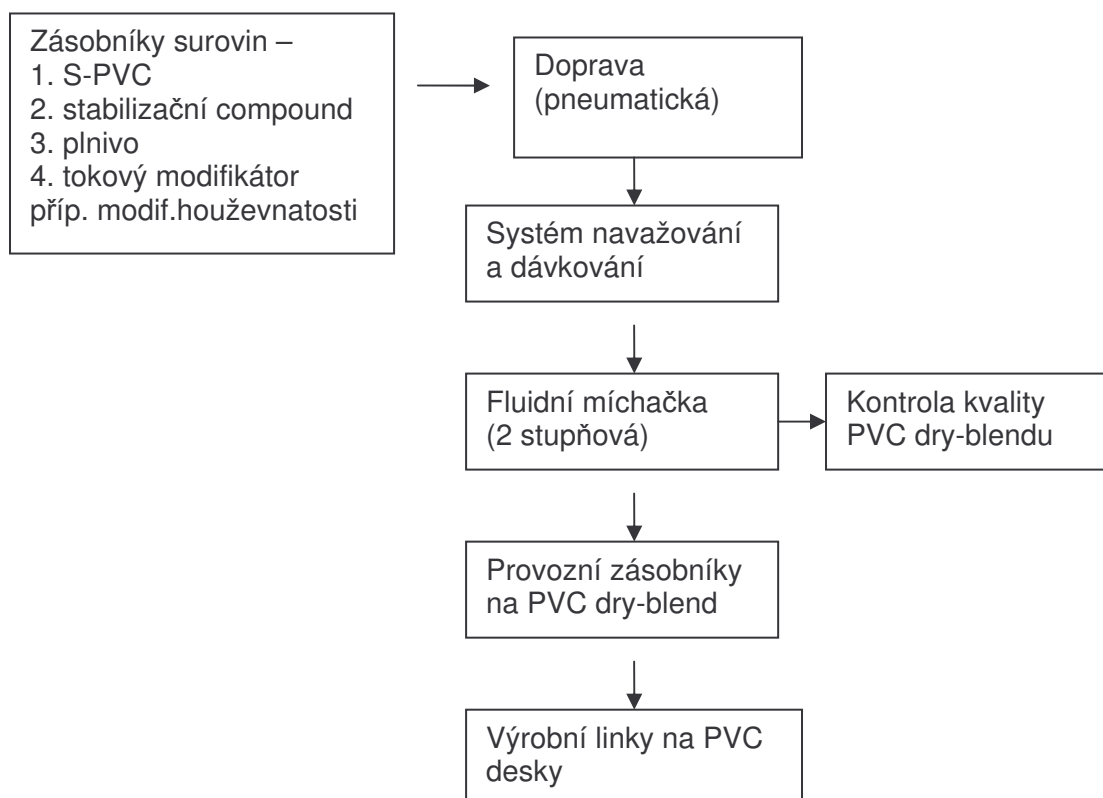 Zásobníky surovin –
1. S-PVC
2. stabilizační compound
3. plnivo
4. tokový modifikátor
příp. modif.houževnatosti
Doprava
(pneumatická)
Systém navažování
a dávkování
Fluidní míchačka
(2 stupňová)
Kontrola kvality
PVC dry-blendu
Provozní zásobníky
na PVC dry-blend
Výrobní linky na PVC
desky